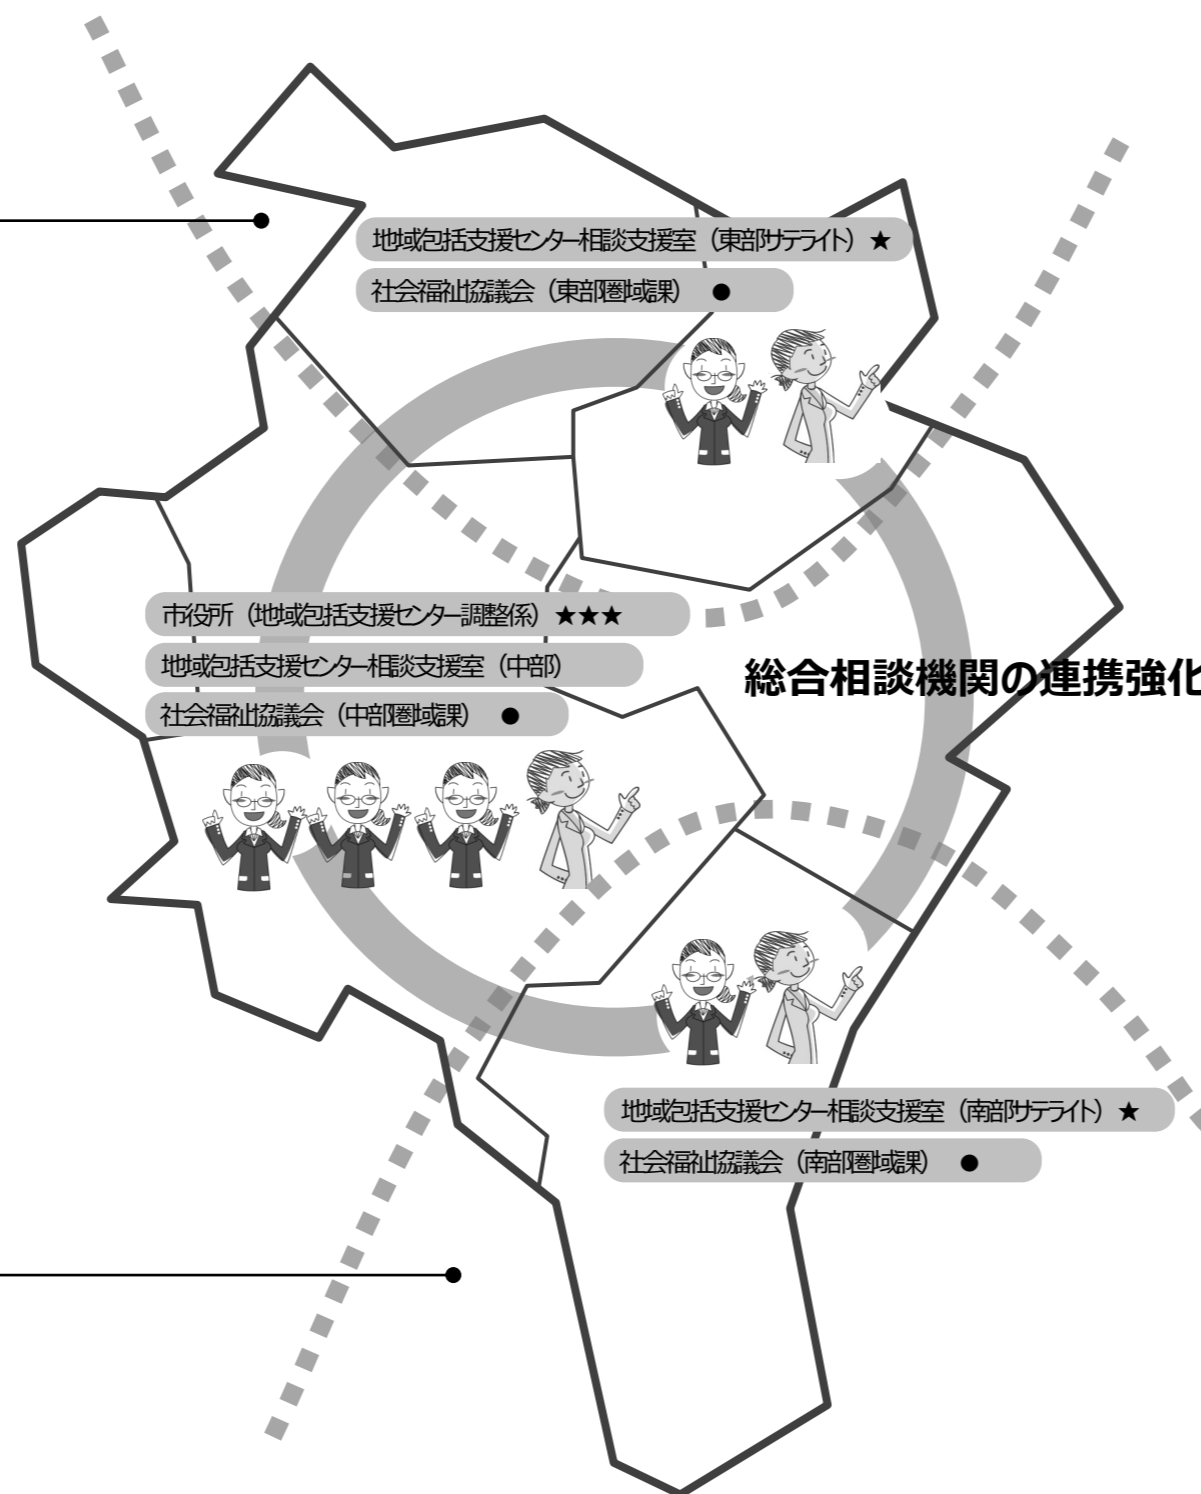 地域包括支援センター相談支援室（東部サテライト）★
社会福祉協議会（東部圏域課）　●
市役所（地域包括支援センター調整係）★★★
地域包括支援センター相談支援室（中部）
総合相談機関の連携強化
社会福祉協議会（中部圏域課）　●
地域包括支援センター相談支援室（南部サテライト）★
社会福祉協議会（南部圏域課）　●